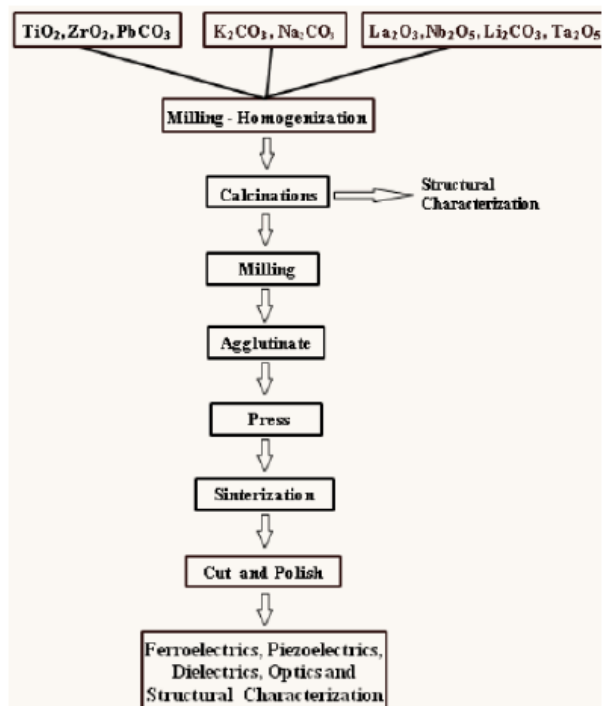 TiO₂, ZrO₂, PbCO₃
K₂CO₃, Na₂CO₃
La₂O₃, Nb₂O₅, Li₂CO₃, Ta₂O₅
Milling - Homogenization
Calcinations
Structural
Characterization
Milling
Agglutinate
Press
Sinterization
Cut and Polish
Ferroelectrics, Piezoelectrics,
Dielectrics, Optics and
Structural Characterization